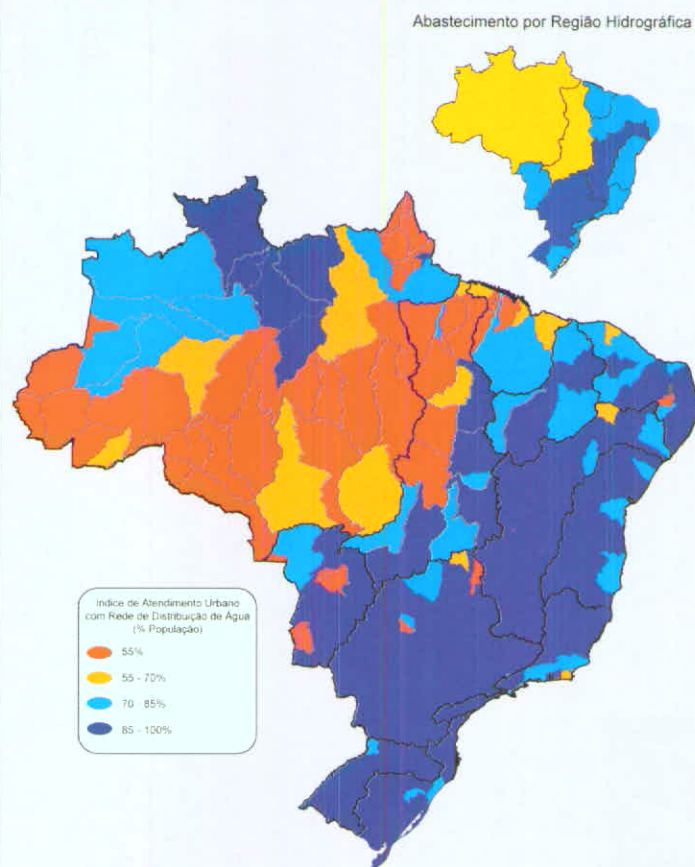 Abastecimento por Região Hidrográfica
Indice de Atendimento Urbano
com Rede de Distribuição de Água
(% População)
55%
55 - 70%
70 - 85%
85 - 100%